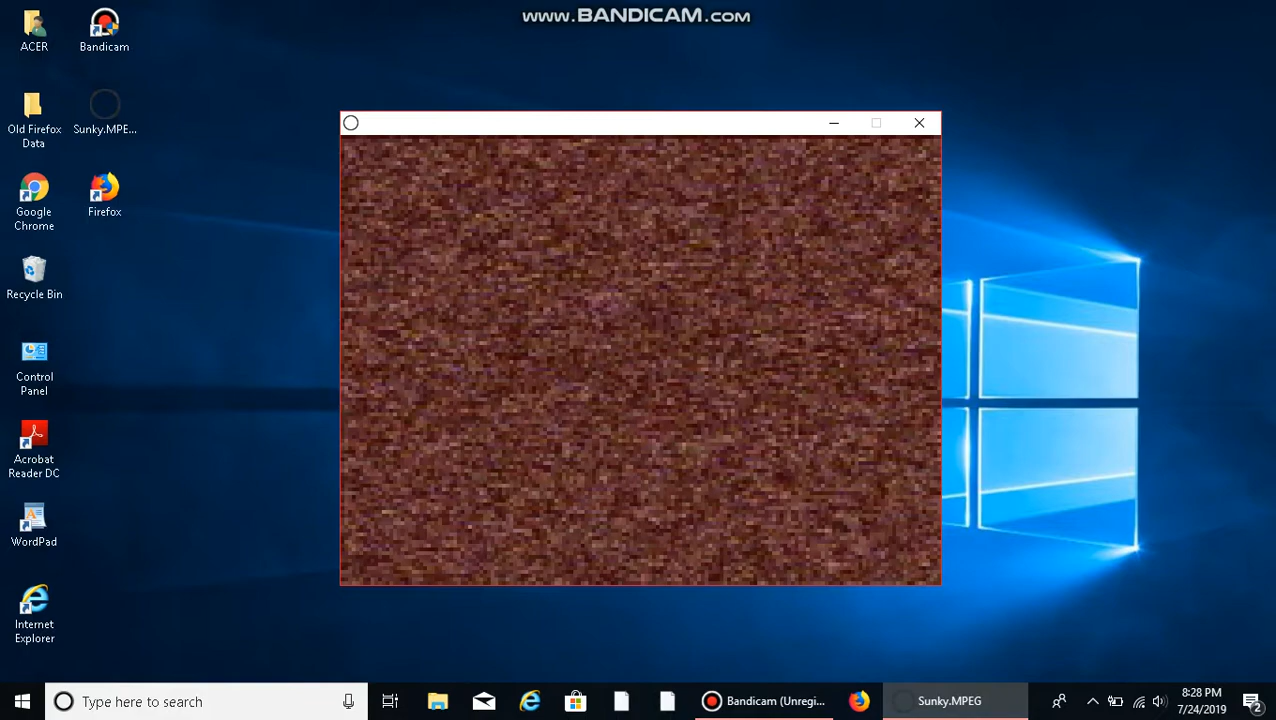 www.BANDICAM.com
ACER
Bandicam
Old Firefox
Data
Sunky.MPE...
Google
Chrome
Firefox
Recycle Bin
Control
Panel
Acrobat
Reader DC
WordPad
Internet
Explorer
Type here to search
Bandicam (Unregi...
Sunky.MPEG
6:28 PM
7/24/2019
2